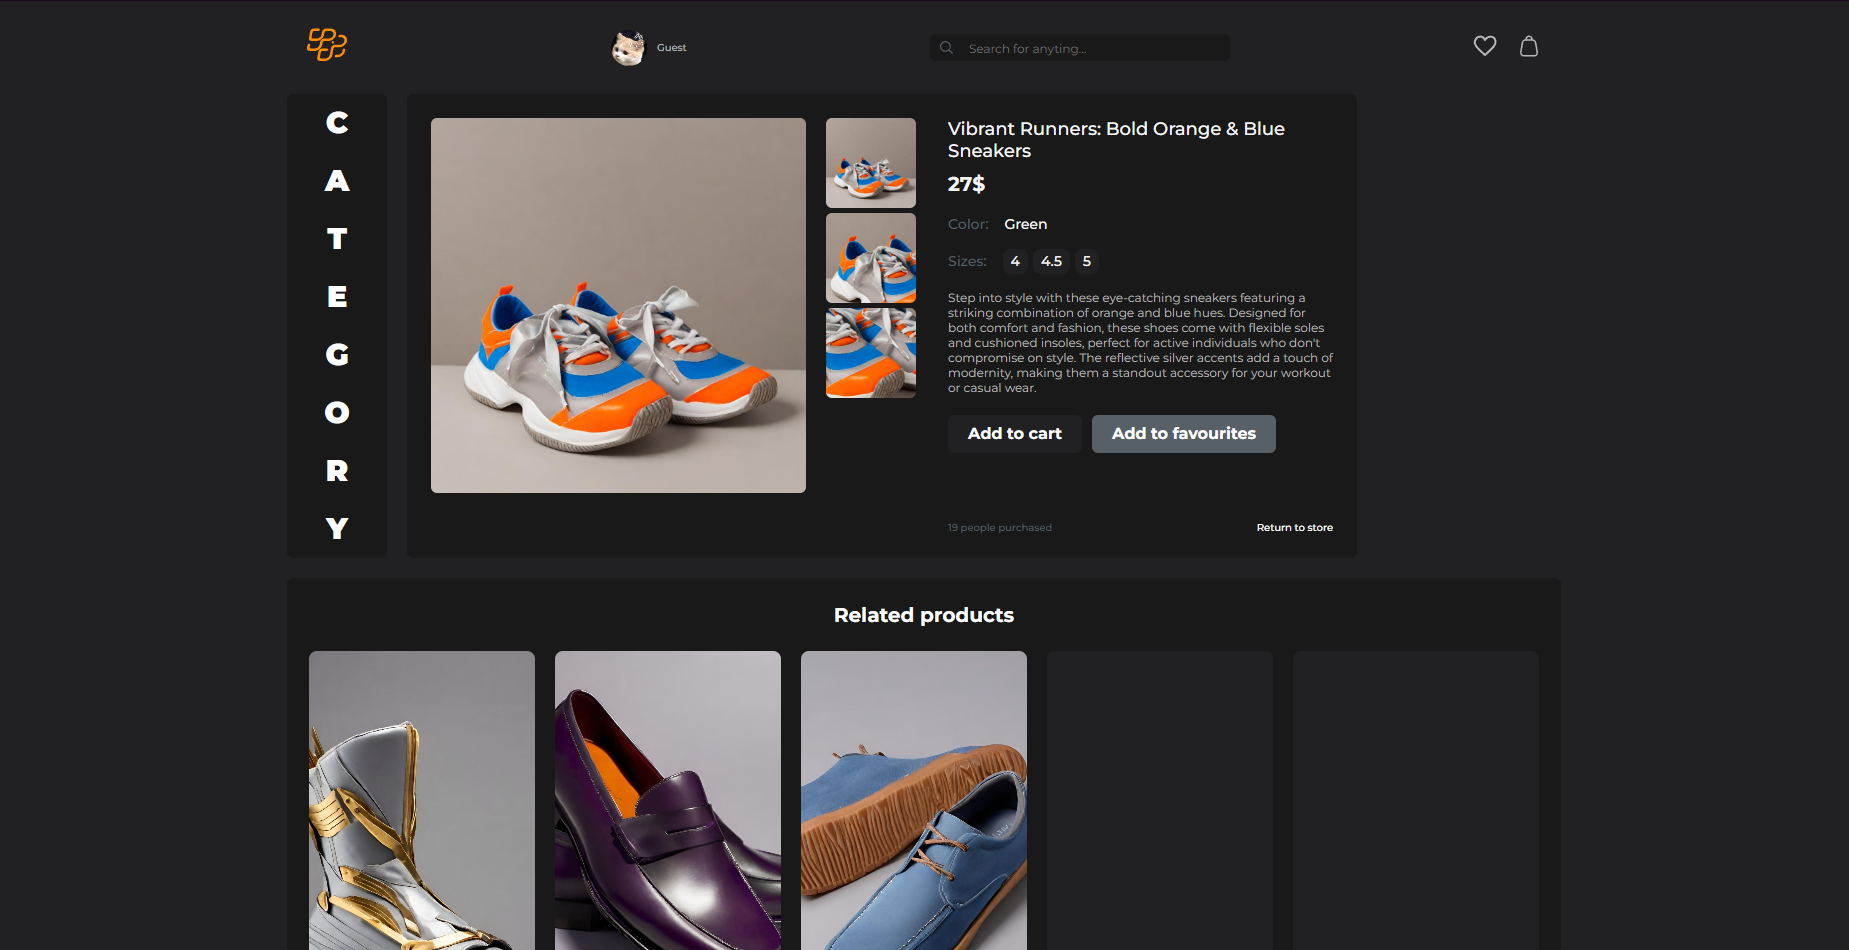 Guest
Search for anyting...
C
A
T
E
G
O
R
Y
Vibrant Runners: Bold Orange & Blue
Sneakers
27$
Color: Green
Sizes: 4 4.5 5
Step into style with these eye-catching sneakers featuring a
striking combination of orange and blue hues. Designed for
both comfort and fashion, these shoes come with flexible soles
and cushioned insoles, perfect for active individuals who don't
compromise on style. The reflective silver accents add a touch of
modernity, making them a standout accessory for your workout
or casual wear.
Add to cart Add to favourites
19 people purchased Return to store
Related products